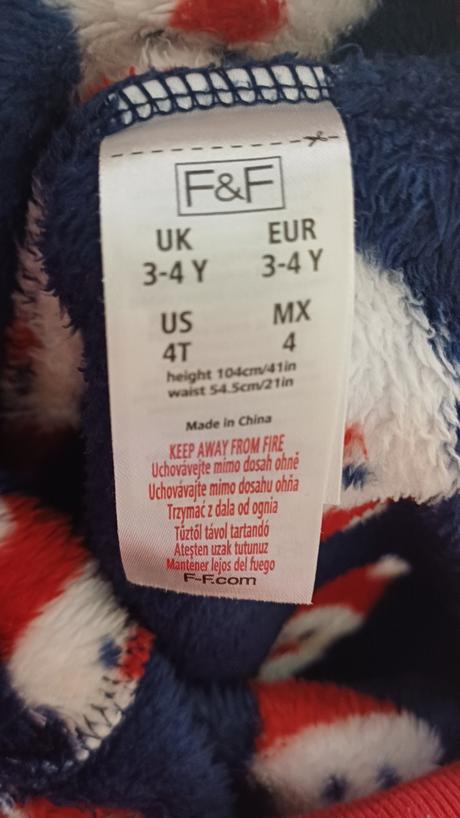 F&F
UK EUR
3-4 Y 3-4 Y
US MX
4T 4
height 104cm/41in
waist 54.5cm/21in
Made in China
KEEP AWAY FROM FIRE
Uchovávejte mimo dosah ohně
Uchovávajte mimo dosahu ohňa
Trzymać z dala od ognia
Tűztől távol tartandó
Ateşten uzak tutunuz
Mantener lejos del fuego
F-F.com